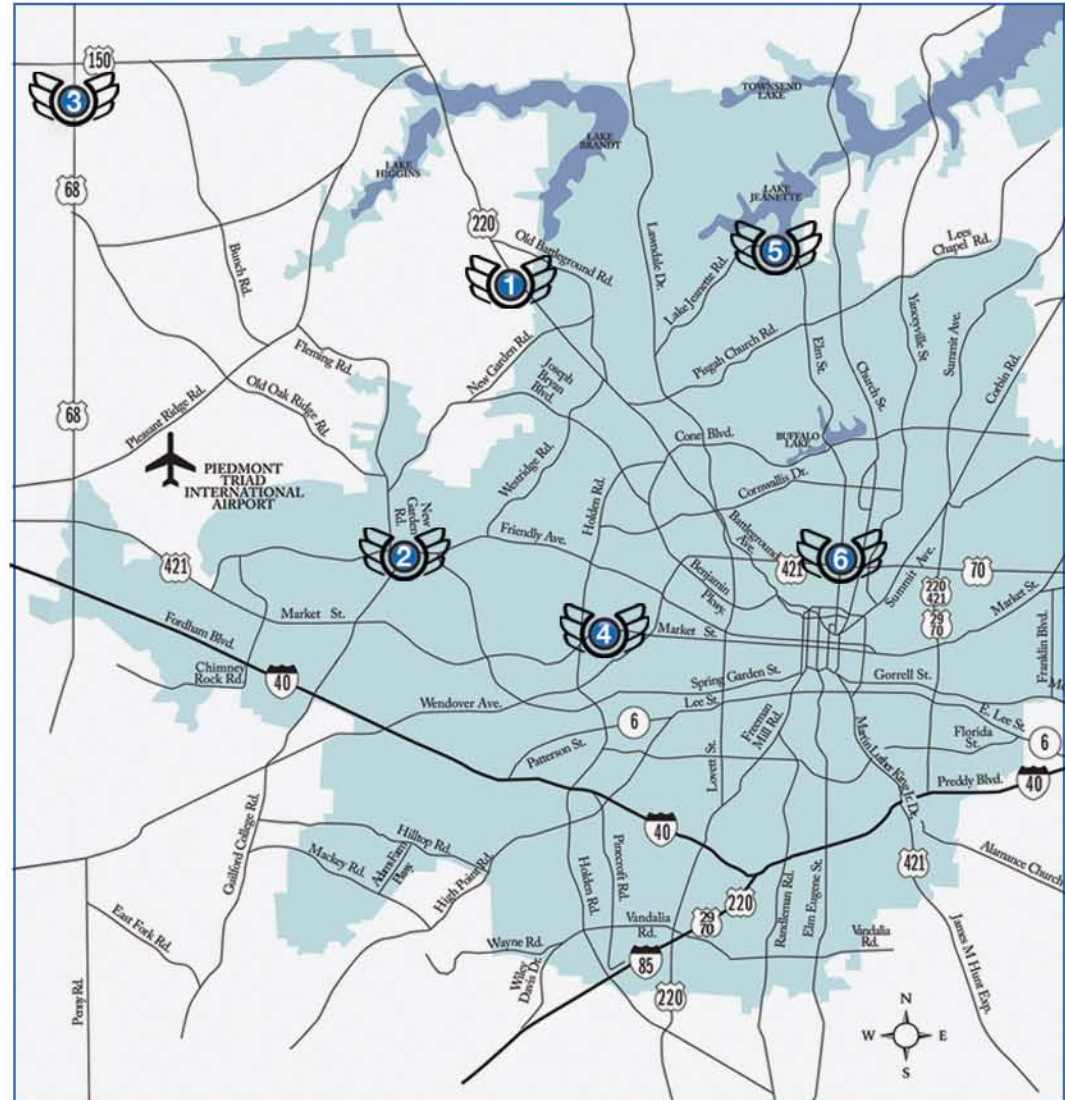 150
3
TOWNSEND
LAKE
LAKE
BRANDT
LAKE
HIGGINS
LAKE
JEANETTE
68
220
Old Battleground Rd.
Lawndale Dr.
5
Lees
Chapel Rd.
Bunch Rd.
1
Lake Jeanette Rd.
Yanceyville St.
Summit Ave.
Corbin Rd.
Fleming Rd.
New Garden Rd.
Joseph
Bryan
Blvd.
Pisgah Church Rd.
Elm St.
Church St.
68
Pleasant Ridge Rd.
Old Oak Ridge Rd.
PIEDMONT
TRIAD
INTERNATIONAL
AIRPORT
Westridge Rd.
Cone Blvd.
BUFFALO
LAKE
Cornwallis Dr.
New
Garden
Rd.
Holden Rd.
Friendly Ave.
Battleground
Ave.
2
421
421
6
Summit Ave.
70
Benjamin
Pkwy.
220
421
Market St.
Market St.
4
Market St.
29
70
Franklin Blvd.
Fordham Blvd.
Chimney
Rock Rd.
40
Spring Garden St.
Gorrell St.
Wendover Ave.
Lee St.
6
Freeman
Mill Rd.
E. Lee St.
Florida
St.
6
Patterson St.
Lovett St.
Martin Luther King Jr. Dr.
Preddy Blvd.
40
Guilford College Rd.
Hilltop Rd.
Mackey Rd.
Adams Farm
Pkwy
High Point Rd.
40
Holden Rd.
Pinecroft Rd.
421
Alamance Church
220
29
70
Randleman Rd.
Elm Eugene St.
East Fork Rd.
Vandalia
Rd.
Vandalia
Rd.
Wayne Rd.
Wiley
Davis Dr.
85
James M Hunt Exp.
220
Penny Rd.
N
W E
S